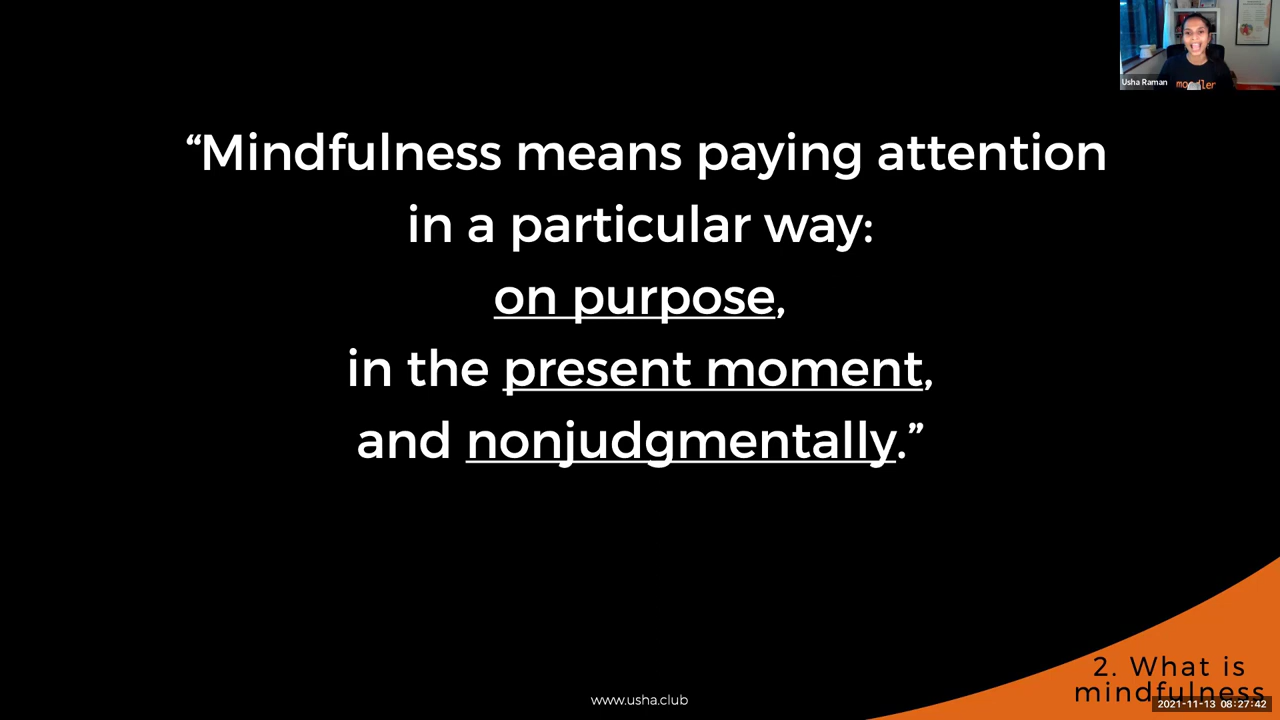 Usha Raman
moodler
“Mindfulness means paying attention
in a particular way:
on purpose,
in the present moment,
and nonjudgmentally.”
2. What is
mindfulness
www.usha.club
2021-11-13 08:27:42